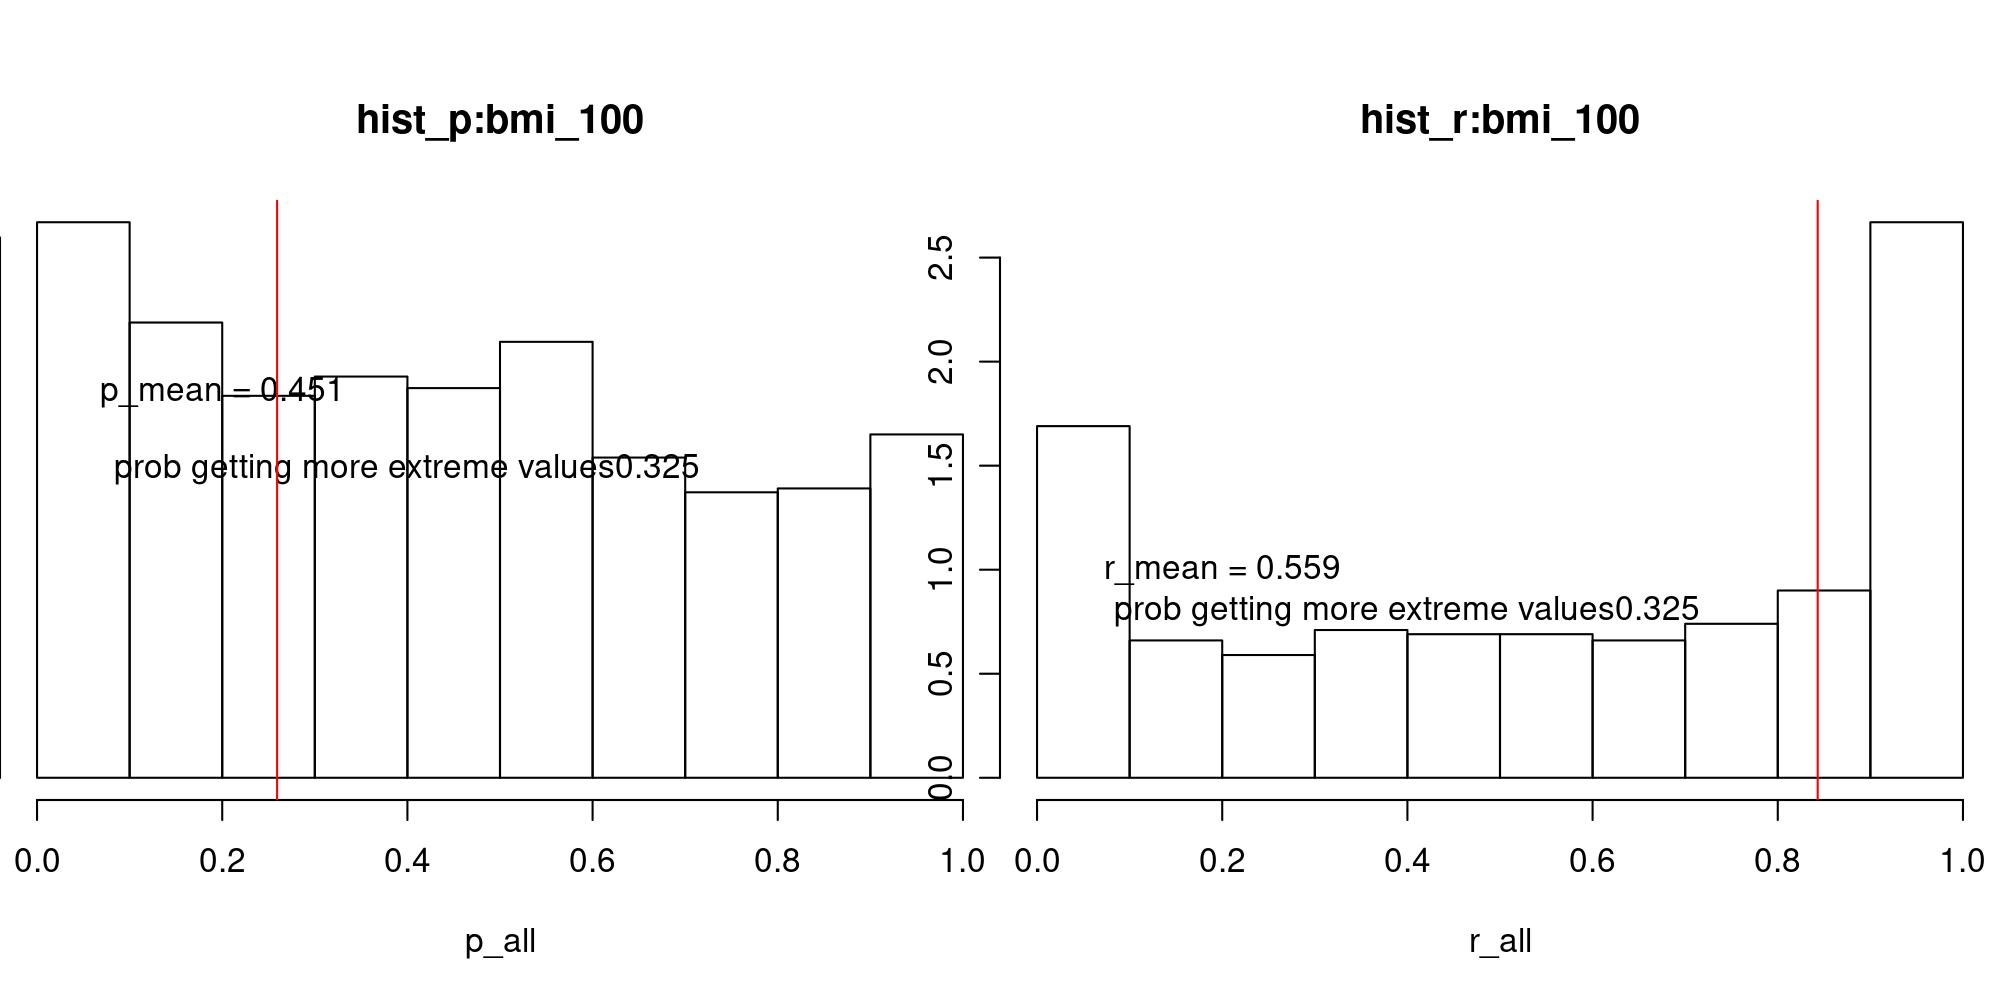 hist_p:bmi_100
p_mean = 0.451
prob getting more extreme values0.325
0.0 0.2 0.4 0.6 0.8 1.0
p_all
hist_r:bmi_100
2.5
2.0
1.5
1.0
0.5
0.0
r_mean = 0.559
prob getting more extreme values0.325
0.0 0.2 0.4 0.6 0.8 1.0
r_all